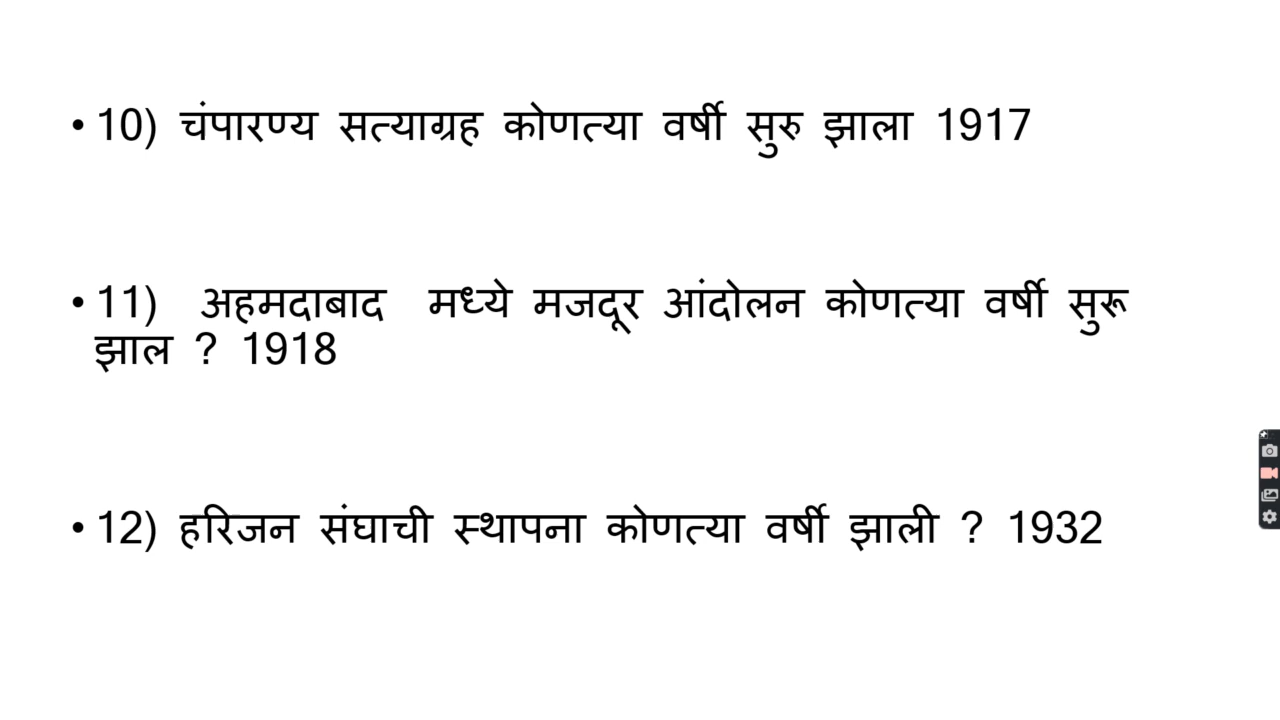 • 10) चंपारण्य सत्याग्रह कोणत्या वर्षी सुरु झाला 1917
• 11) अहमदाबाद मध्ये मजदूर आंदोलन कोणत्या वर्षी सुरू
झाल ? 1918
• 12) हरिजन संघाची स्थापना कोणत्या वर्षी झाली ? 1932